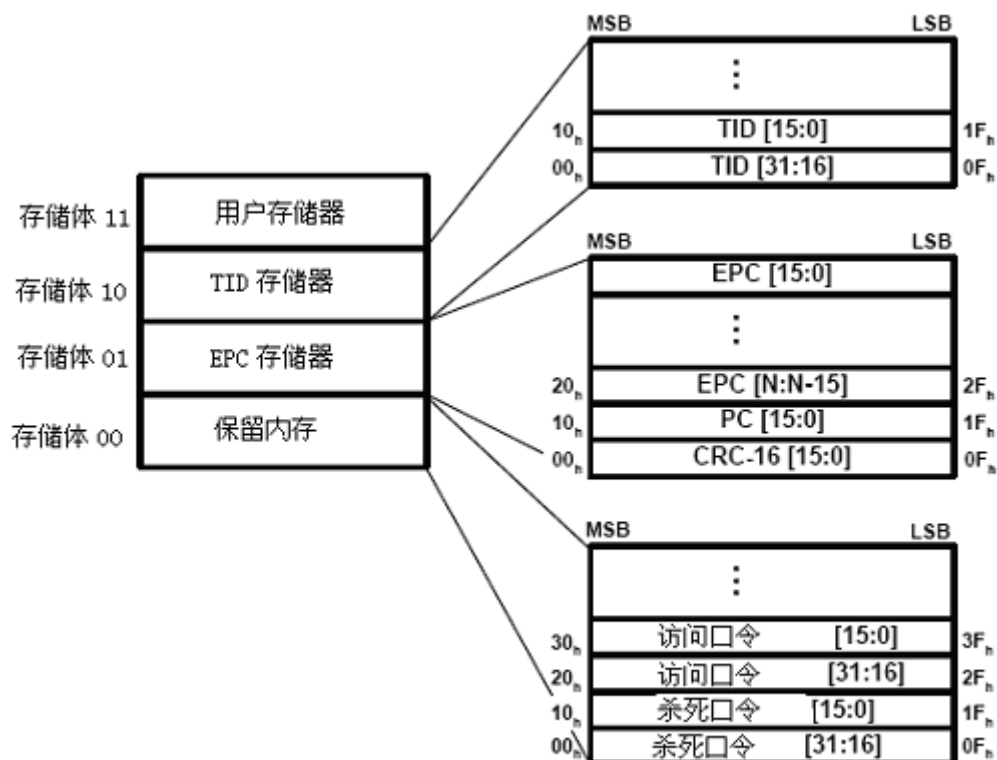 存储体 11 用户存储器
存储体 10 TID 存储器
存储体 01 EPC 存储器
存储体 00 保留内存
MSB LSB
⋮
10h TID [15:0] 1Fh
00h TID [31:16] 0Fh
MSB LSB
EPC [15:0]
⋮
20h EPC [N:N-15] 2Fh
10h PC [15:0] 1Fh
00h CRC-16 [15:0] 0Fh
MSB LSB
⋮
30h 访问口令 [15:0] 3Fh
20h 访问口令 [31:16] 2Fh
10h 杀死口令 [15:0] 1Fh
00h 杀死口令 [31:16] 0Fh